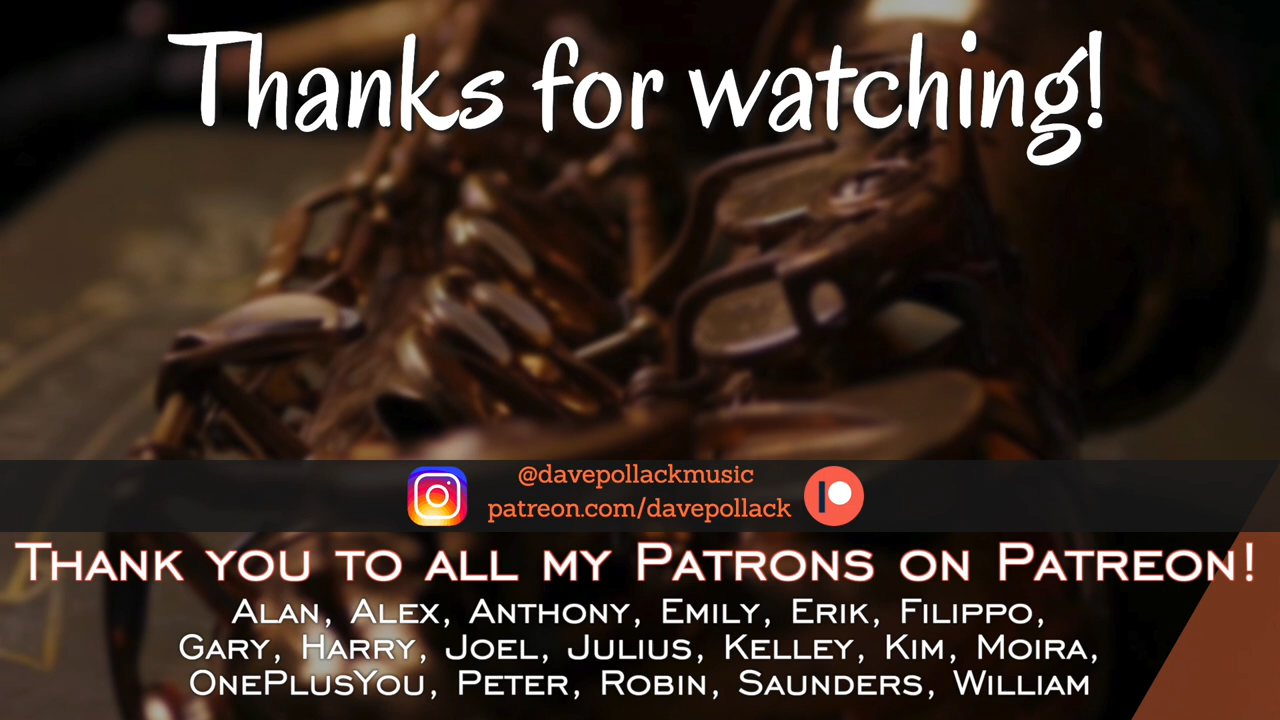 Thanks for watching!
@davepollackmusic
patreon.com/davepollack
THANK YOU TO ALL MY PATRONS ON PATREON!
ALAN, ALEX, ANTHONY, EMILY, ERIK, FILIPPO,
GARY, HARRY, JOEL, JULIUS, KELLEY, KIM, MOIRA,
ONEPLUSYOU, PETER, ROBIN, SAUNDERS, WILLIAM